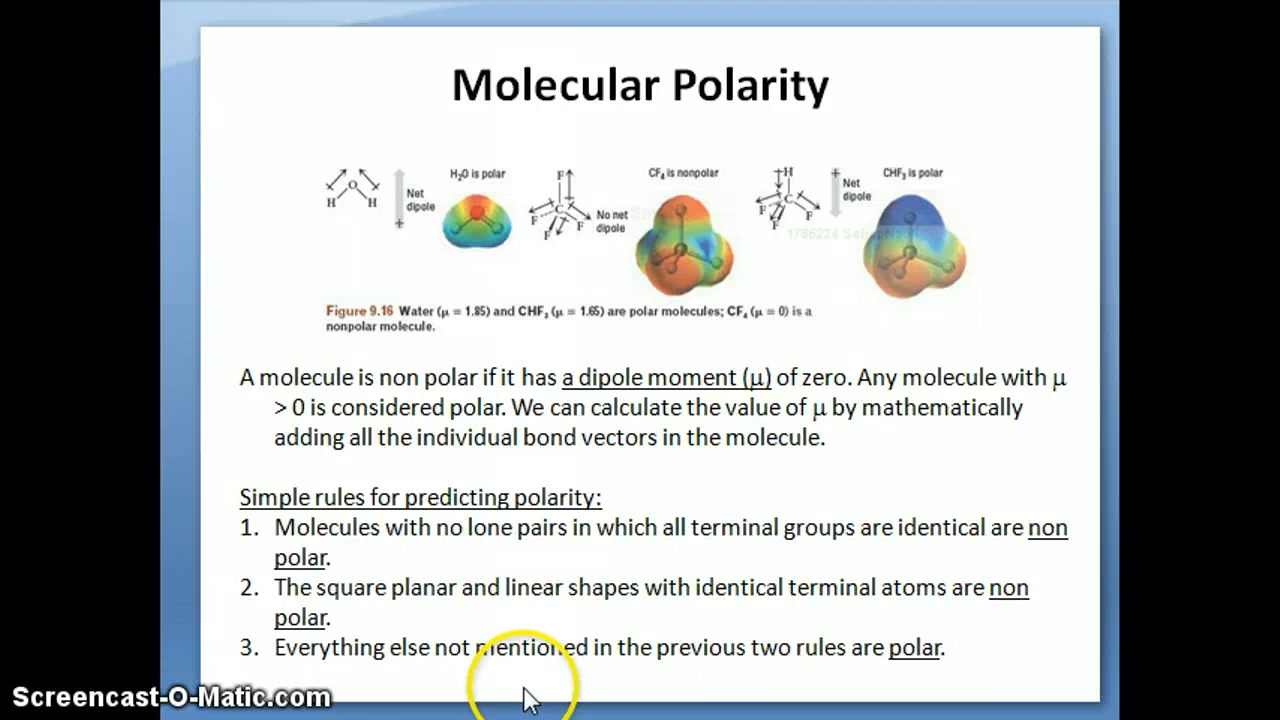 Molecular Polarity
H₂O is polar
CF₄ is nonpolar
CHF₃ is polar
O
H H
Net
dipole
F
C
F F F
No net
dipole
H
C
F F F
Net
dipole
1786224
Figure 9.16 Water (μ = 1.85) and CHF₃ (μ = 1.65) are polar molecules; CF₄ (μ = 0) is a
nonpolar molecule.
A molecule is non polar if it has a dipole moment (μ) of zero. Any molecule with μ
> 0 is considered polar. We can calculate the value of μ by mathematically
adding all the individual bond vectors in the molecule.
Simple rules for predicting polarity:
1. Molecules with no lone pairs in which all terminal groups are identical are non
polar.
2. The square planar and linear shapes with identical terminal atoms are non
polar.
3. Everything else not mentioned in the previous two rules are polar.
Screencast-O-Matic.com